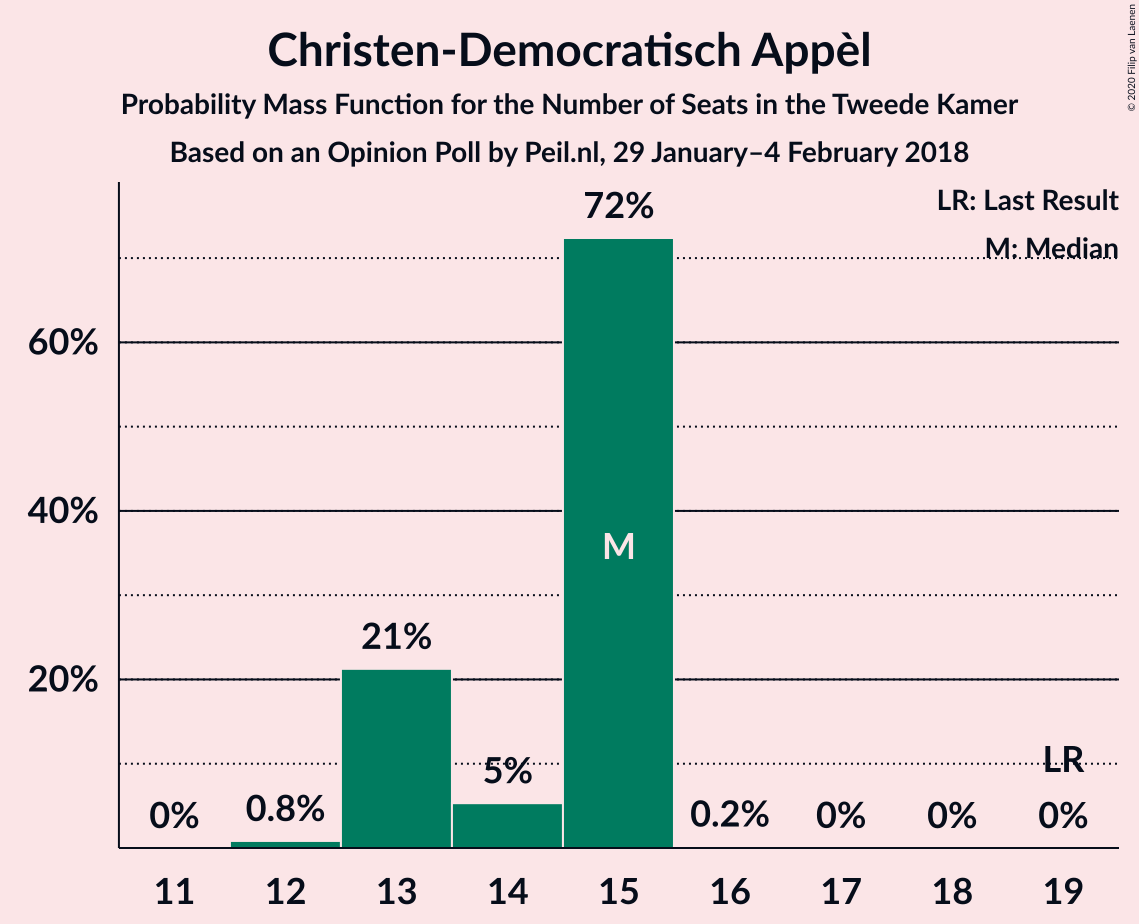 Christen-Democratisch Appèl
Probability Mass Function for the Number of Seats in the Tweede Kamer
Based on an Opinion Poll by Peil.nl, 29 January–4 February 2018
© 2020 Filip van Laenen
LR: Last Result
M: Median
72%
60%
40%
M
21%
20%
LR
5%
0%
0.8%
0.2%
0%
0%
0%
11 12 13 14 15 16 17 18 19